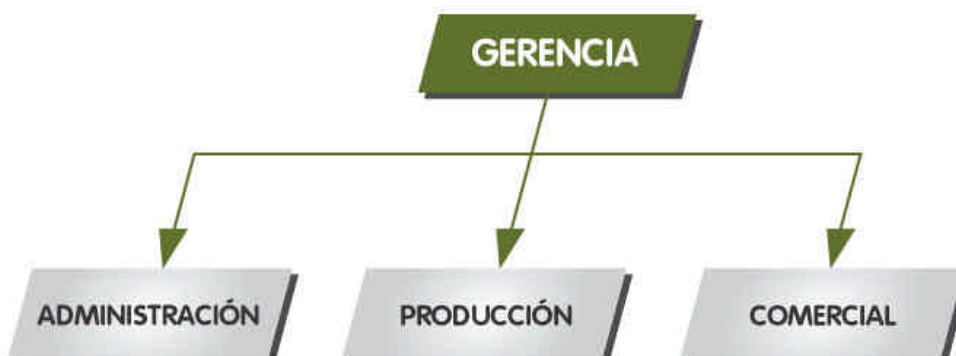 GERENCIA
ADMINISTRACIÓN
PRODUCCIÓN
COMERCIAL